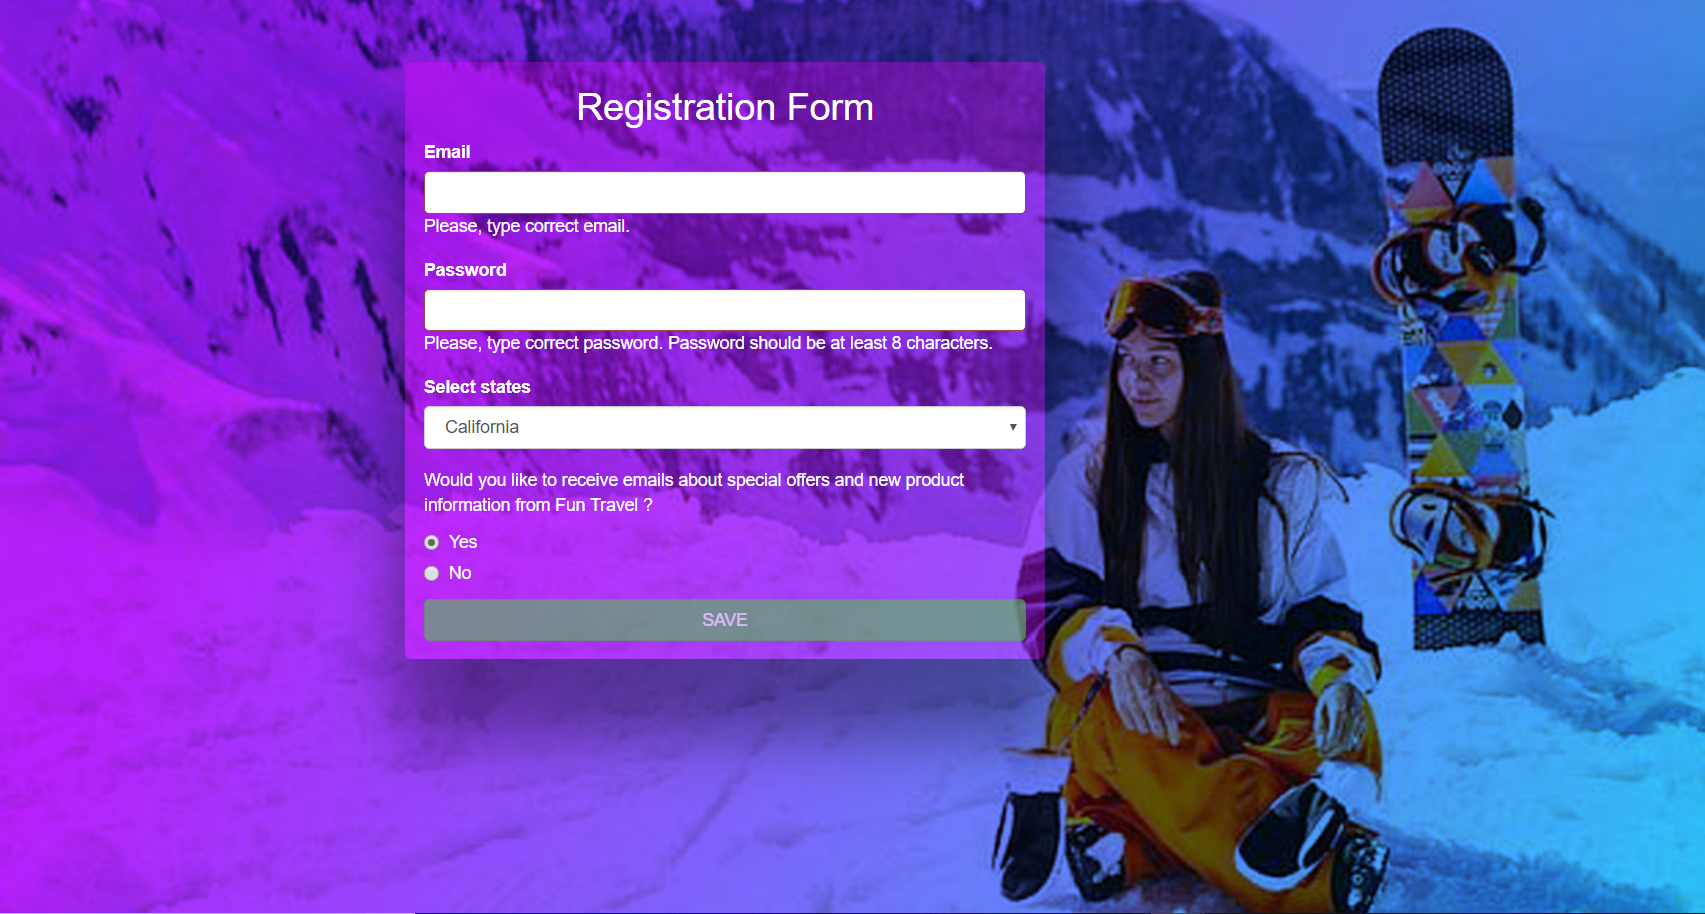 Registration Form
Email
Please, type correct email.
Password
Please, type correct password. Password should be at least 8 characters.
Select states
California
Would you like to receive emails about special offers and new product
information from Fun Travel ?
Yes
No
SAVE